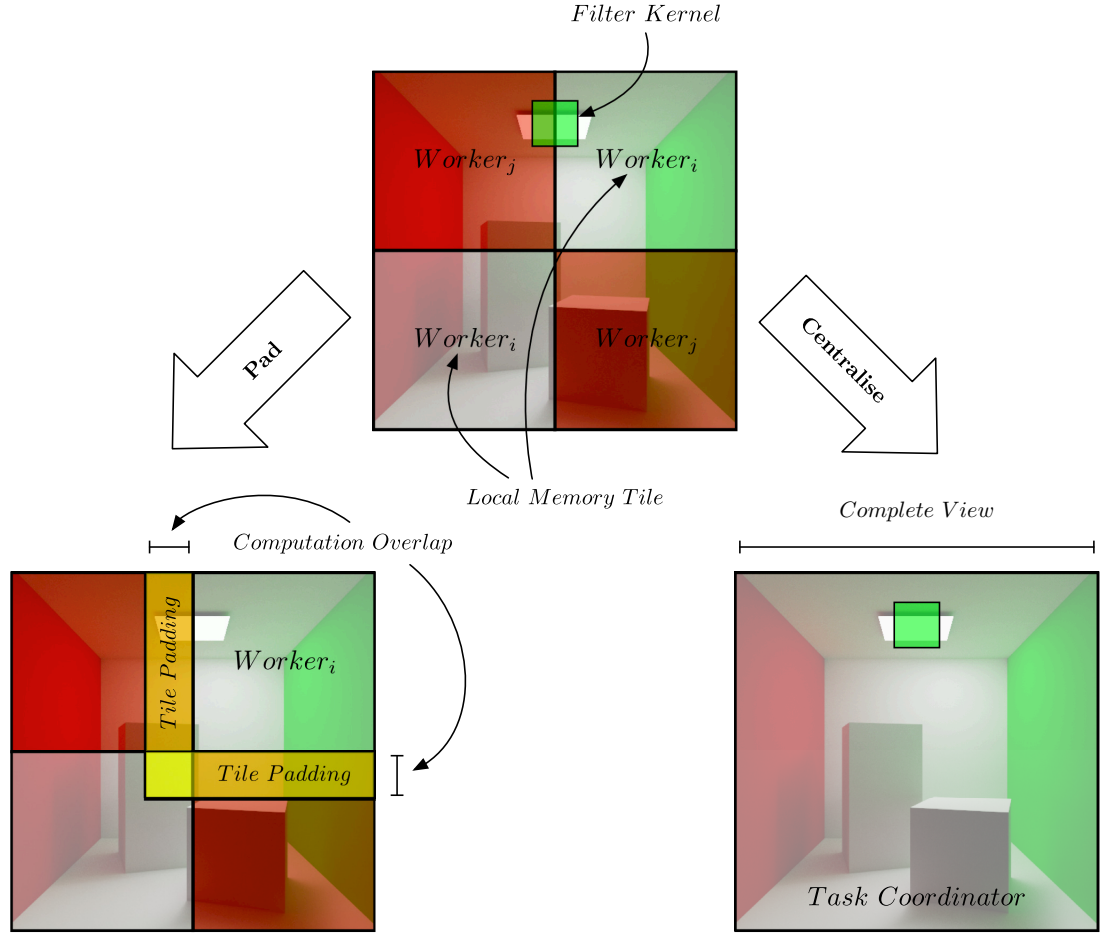 Filter Kernel
Worker_j
Worker_i
Worker_i
Worker_j
Pad
Centralise
Local Memory Tile
Complete View
Computation Overlap
Tile Padding
Worker_i
Tile Padding
Task Coordinator